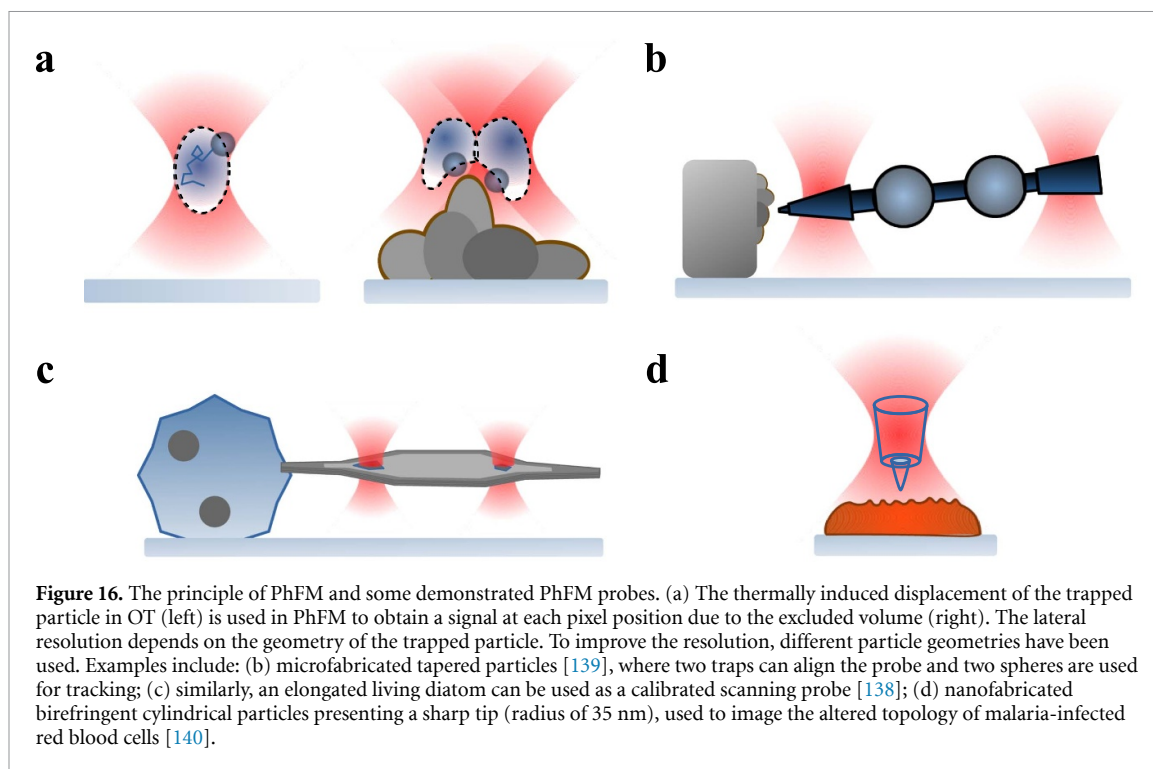 a
b
c
d
Figure 16. The principle of PhFM and some demonstrated PhFM probes. (a) The thermally induced displacement of the trapped
particle in OT (left) is used in PhFM to obtain a signal at each pixel position due to the excluded volume (right). The lateral
resolution depends on the geometry of the trapped particle. To improve the resolution, different particle geometries have been
used. Examples include: (b) microfabricated tapered particles [139], where two traps can align the probe and two spheres are used
for tracking; (c) similarly, an elongated living diatom can be used as a calibrated scanning probe [138]; (d) nanofabricated
birefringent cylindrical particles presenting a sharp tip (radius of 35 nm), used to image the altered topology of malaria-infected
red blood cells [140].